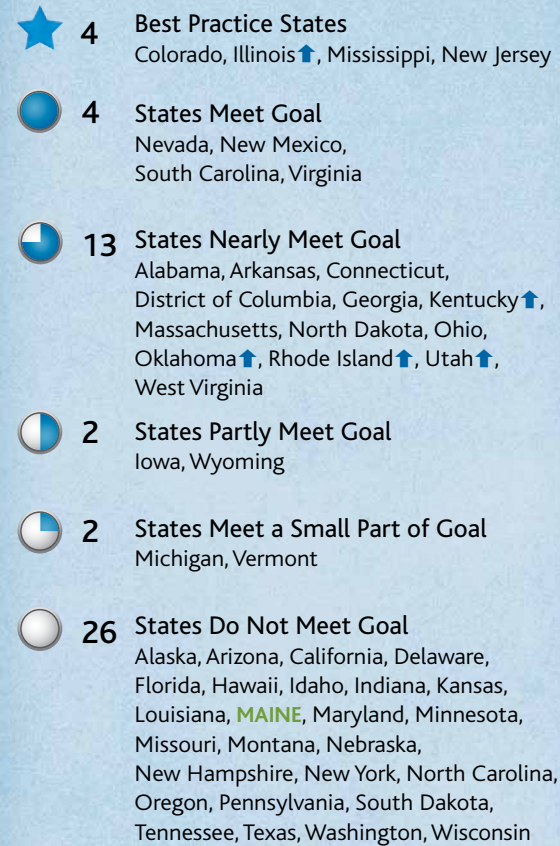 4 Best Practice States
Colorado, Illinois⬆, Mississippi, New Jersey
4 States Meet Goal
Nevada, New Mexico,
South Carolina, Virginia
13 States Nearly Meet Goal
Alabama, Arkansas, Connecticut,
District of Columbia, Georgia, Kentucky⬆,
Massachusetts, North Dakota, Ohio,
Oklahoma⬆, Rhode Island⬆, Utah⬆,
West Virginia
2 States Partly Meet Goal
Iowa, Wyoming
2 States Meet a Small Part of Goal
Michigan, Vermont
26 States Do Not Meet Goal
Alaska, Arizona, California, Delaware,
Florida, Hawaii, Idaho, Indiana, Kansas,
Louisiana, MAINE, Maryland, Minnesota,
Missouri, Montana, Nebraska,
New Hampshire, New York, North Carolina,
Oregon, Pennsylvania, South Dakota,
Tennessee, Texas, Washington, Wisconsin